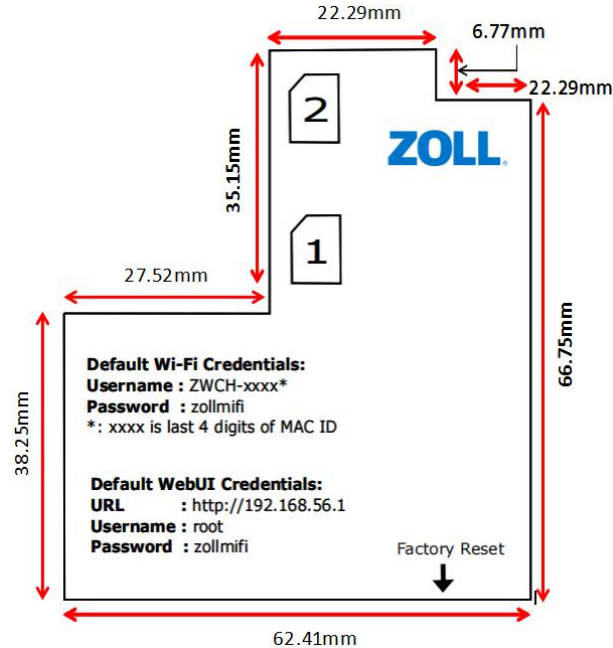 22.29mm
6.77mm
22.29mm
2
ZOLL®
35.15mm
1
27.52mm
66.75mm
Default Wi-Fi Credentials:
Username : ZWCH-xxxx*
Password : zollmifi
*: xxxx is last 4 digits of MAC ID
38.25mm
Default WebUI Credentials:
URL : http://192.168.56.1
Username : root
Password : zollmifi
Factory Reset
62.41mm